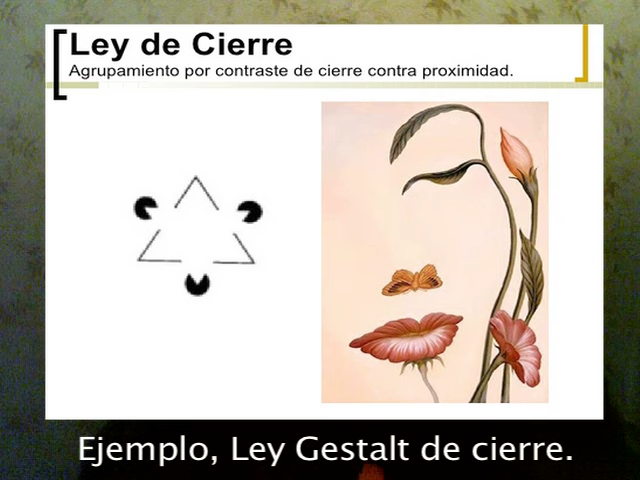 Ley de Cierre
Agrupamiento por contraste de cierre contra proximidad.
Ejemplo, Ley Gestalt de cierre.